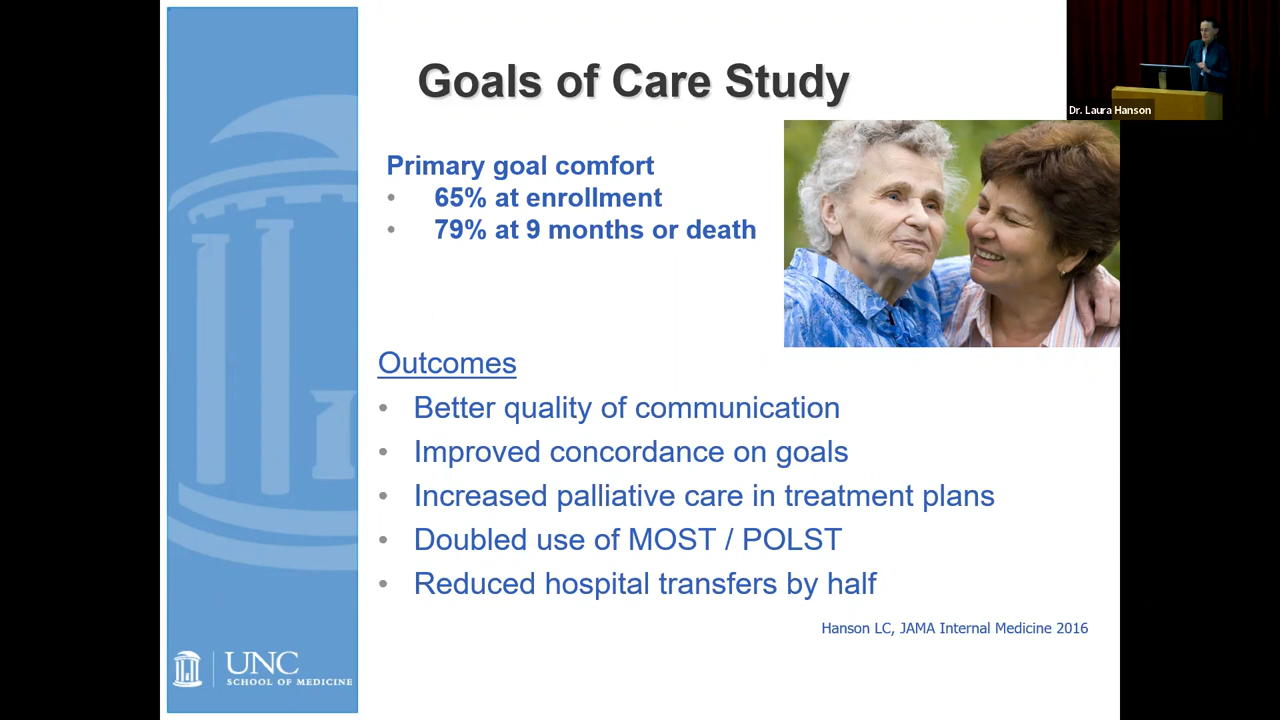 Goals of Care Study
Dr. Laura Hanson
Primary goal comfort
• 65% at enrollment
• 79% at 9 months or death
Outcomes
• Better quality of communication
• Improved concordance on goals
• Increased palliative care in treatment plans
• Doubled use of MOST / POLST
• Reduced hospital transfers by half
Hanson LC, JAMA Internal Medicine 2016
UNC
SCHOOL OF MEDICINE